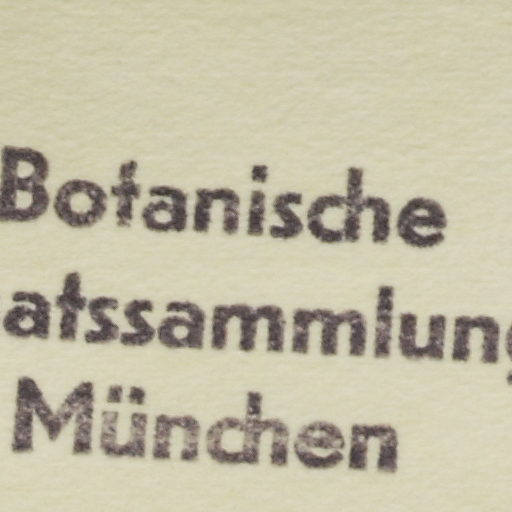 Botanische
atssammlung
München